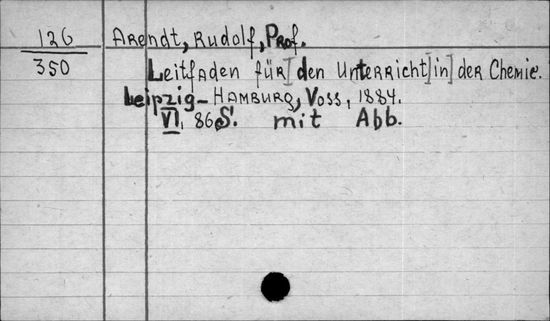 126 Arendt, Rudolf, Prof.
350
Leitfaden für] den Unterricht] in] der Chemie.
Leipzig-Hamburg, Voss, 1884.
VI, 86 S. mit Abb.